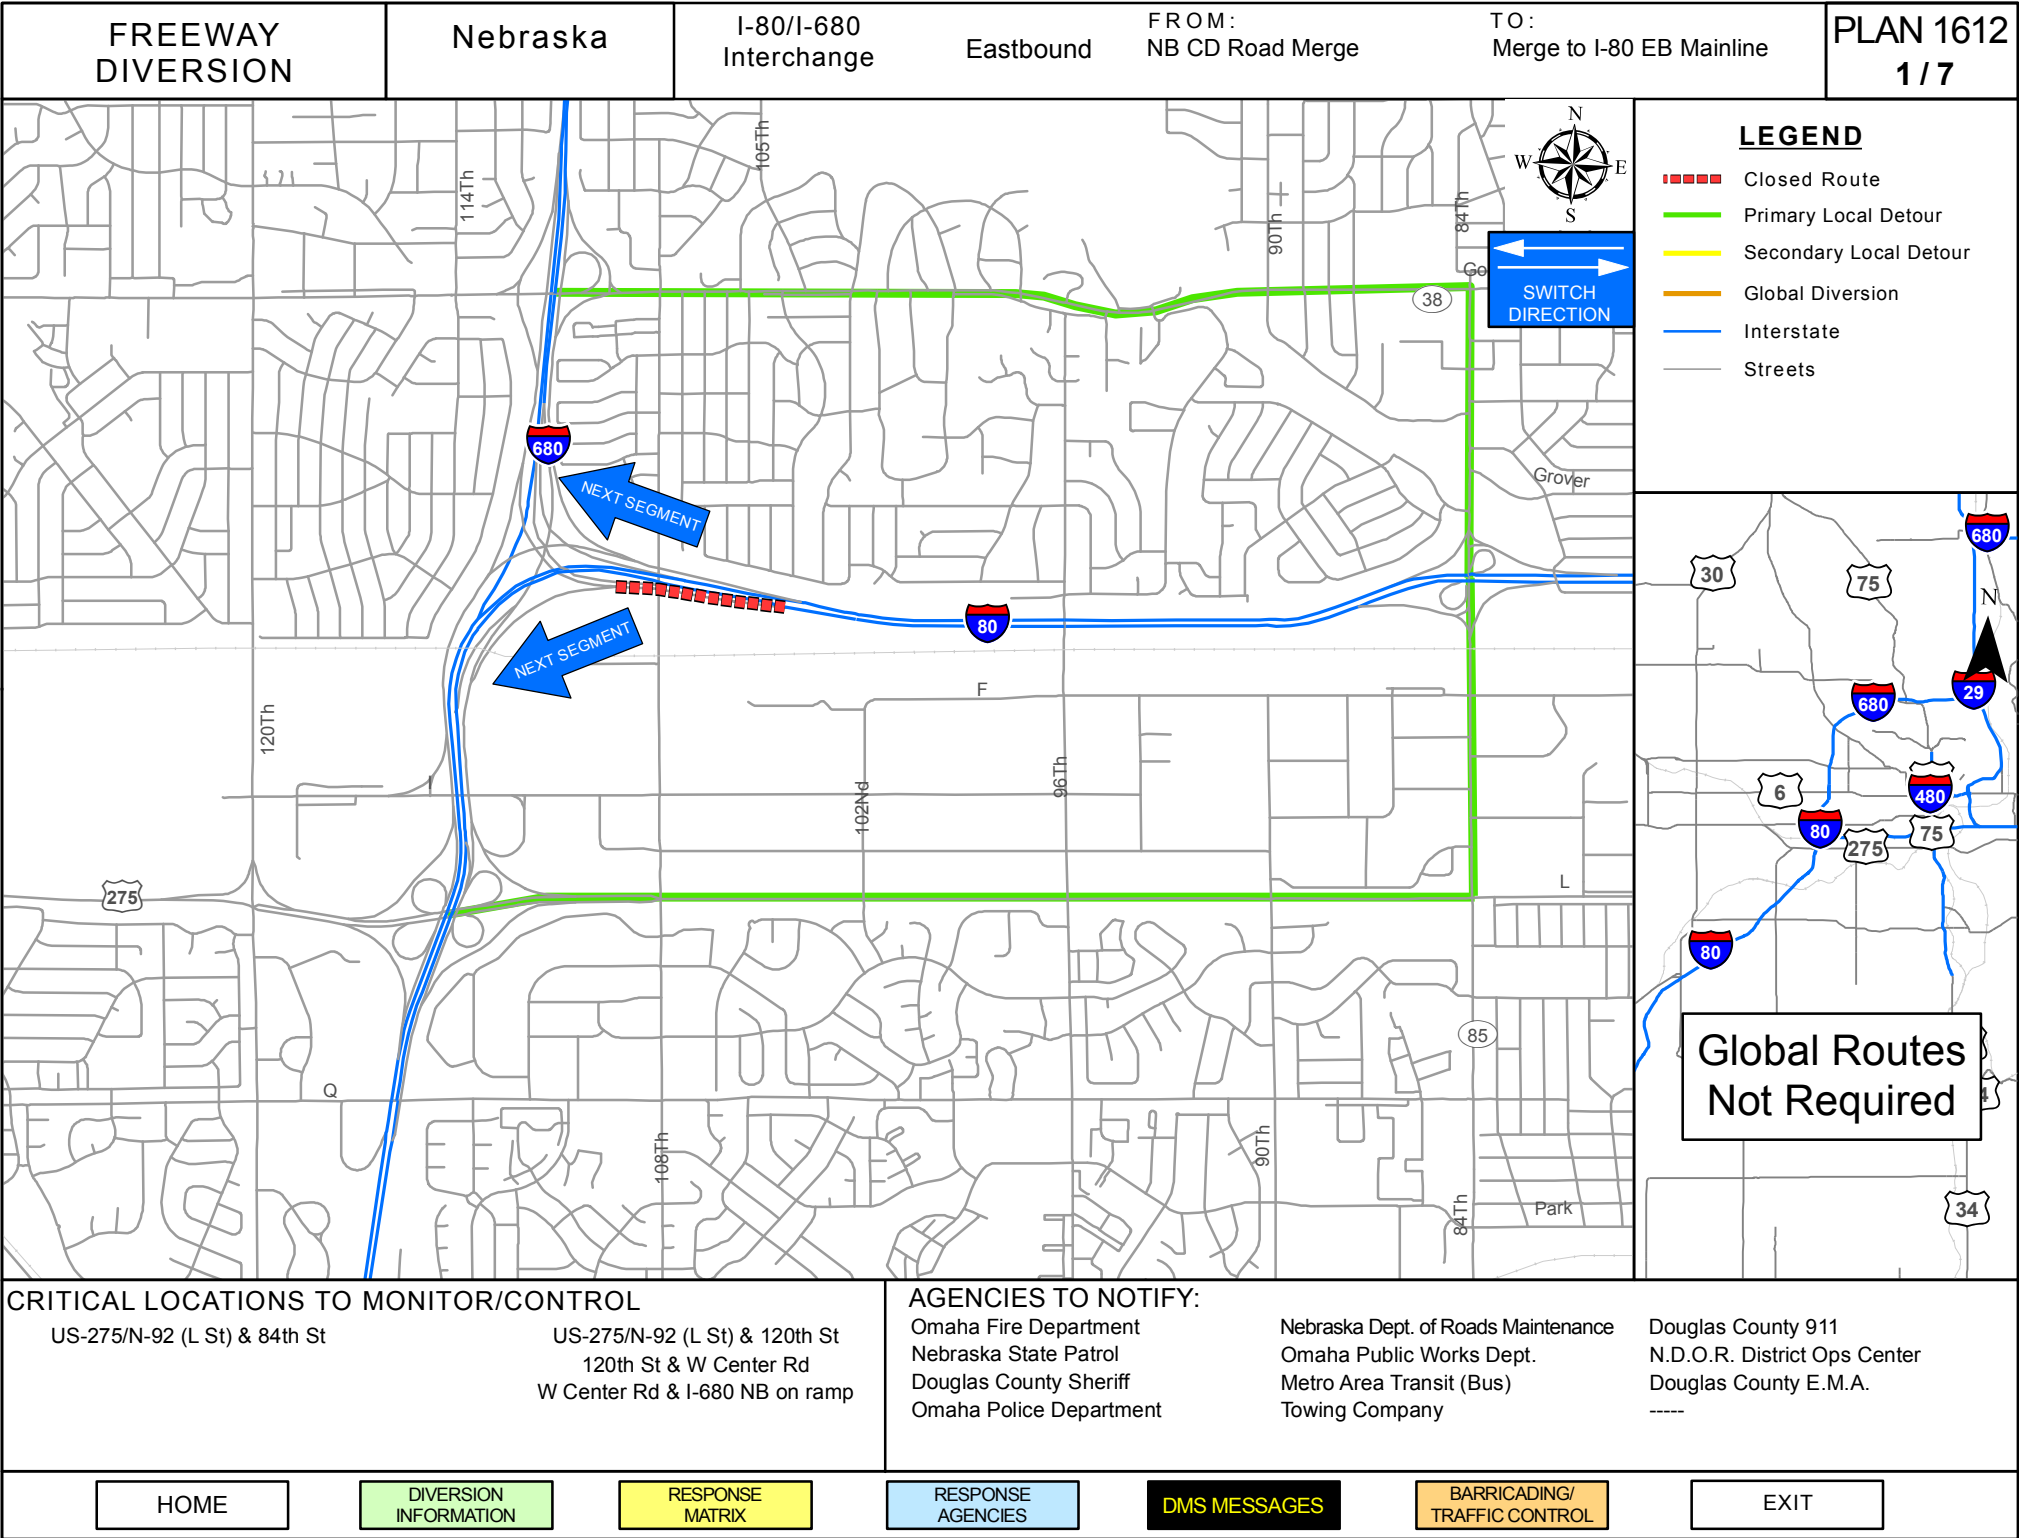 FREEWAY
DIVERSION
Nebraska
I-80/I-680
Interchange
Eastbound
FROM:
NB CD Road Merge
TO:
Merge to I-80 EB Mainline
PLAN 1612
1 / 7
105Th
114Th
90Th
84Th
N
W
E
S
Go
38
SWITCH
DIRECTION
680
NEXT SEGMENT
Grover
NEXT SEGMENT
80
F
120Th
I
102Nd
96Th
275
L
85
Q
108Th
90Th
84Th
Park
LEGEND
Closed Route
Primary Local Detour
Secondary Local Detour
Global Diversion
Interstate
Streets
680
30
75
N
680
29
6
480
80
275
75
80
Global Routes
Not Required
4
34
CRITICAL LOCATIONS TO MONITOR/CONTROL
US-275/N-92 (L St) & 84th St
US-275/N-92 (L St) & 120th St
120th St & W Center Rd
W Center Rd & I-680 NB on ramp
AGENCIES TO NOTIFY:
Omaha Fire Department
Nebraska State Patrol
Douglas County Sheriff
Omaha Police Department
Nebraska Dept. of Roads Maintenance
Omaha Public Works Dept.
Metro Area Transit (Bus)
Towing Company
Douglas County 911
N.D.O.R. District Ops Center
Douglas County E.M.A.
-----
HOME
DIVERSION
INFORMATION
RESPONSE
MATRIX
RESPONSE
AGENCIES
DMS MESSAGES
BARRICADING/
TRAFFIC CONTROL
EXIT